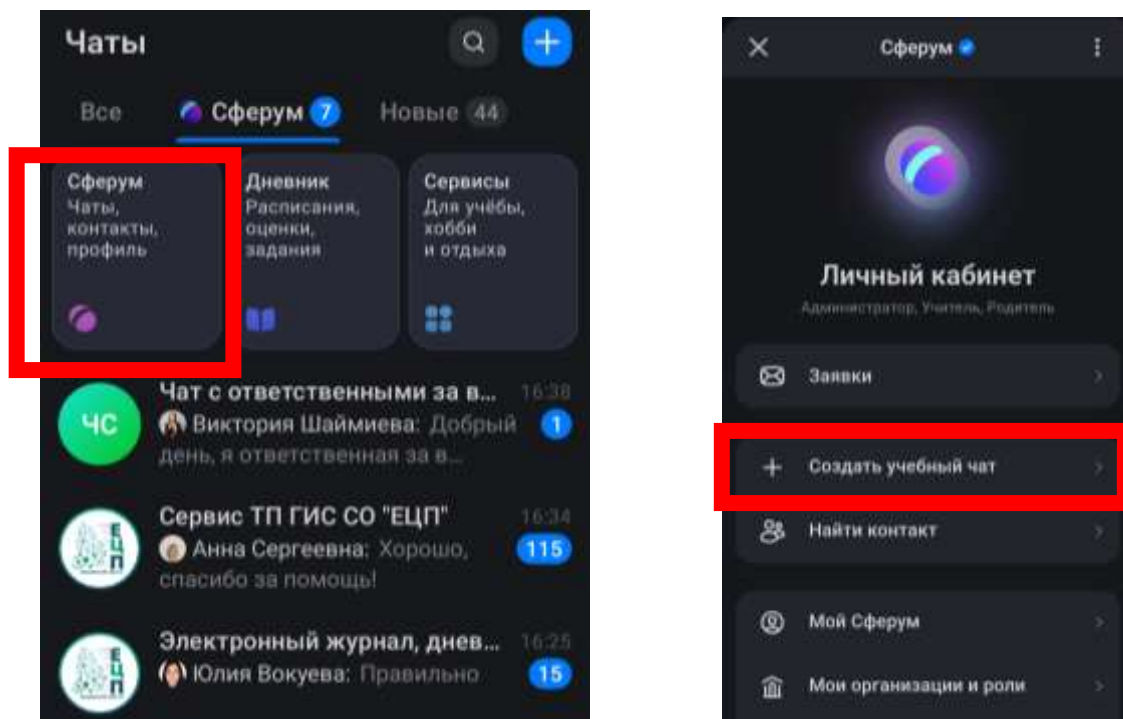 Чаты
Все Сферум 7 Новые 44
Сферум
Чаты,
контакты,
профиль
Дневник
Расписания,
оценки,
задания
Сервисы
Для учёбы,
хобби
и отдыха
ЧС
Чат с ответственными за в... 16:38
Виктория Шаймиева: Добрый 1
день, я ответственная за в...
Сервис ТП ГИС СО "ЕЦП" 16:34
Анна Сергеевна: Хорошо, 115
спасибо за помощь!
ЕЦП
Электронный журнал, днев... 16:25
Юлия Вокуева: Правильно 15
ЕЦП
Сферум
Личный кабинет
Администратор, Учитель, Родитель
Заявки
Создать учебный чат
Найти контакт
Мой Сферум
Мои организации и роли